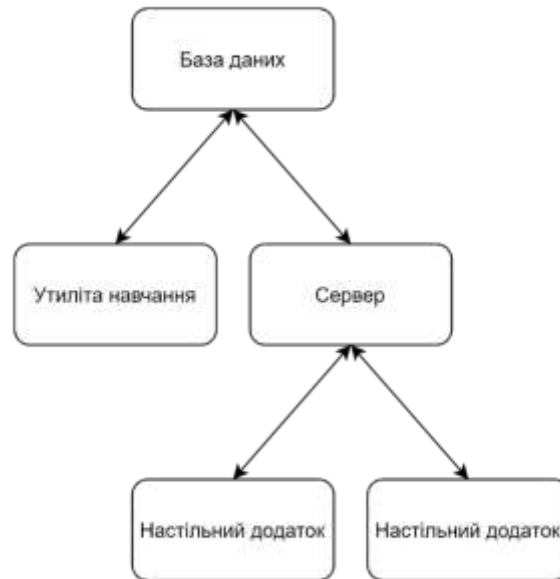 База даних
Утиліта навчання
Сервер
Настільний додаток
Настільний додаток